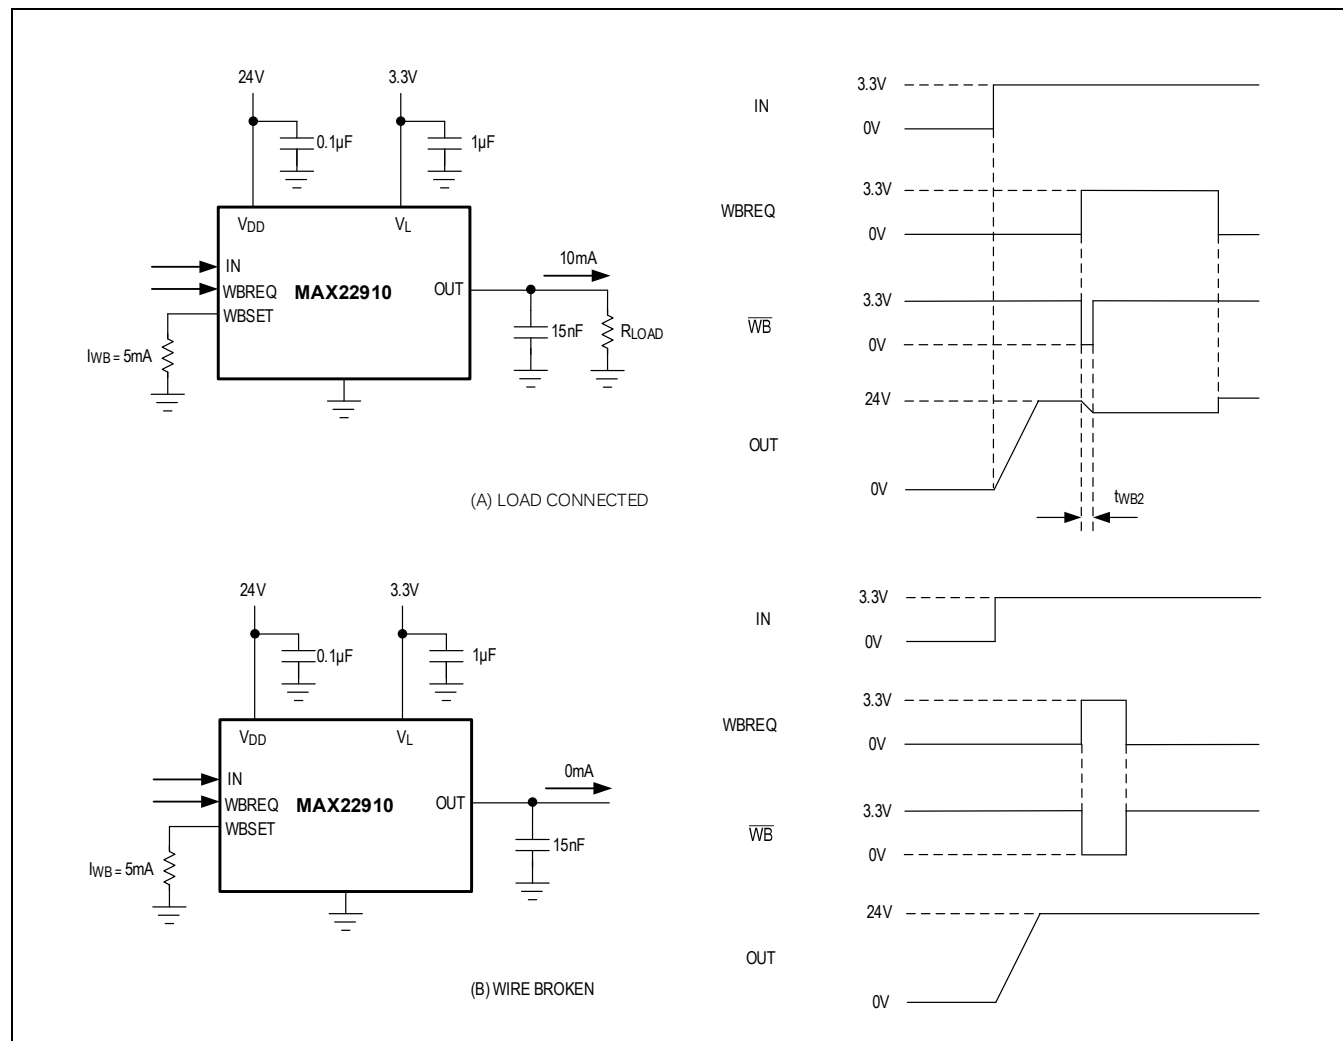 24V
3.3V
0.1µF
1µF
VDD
VL
IN
WBREQ
WBSET
MAX22910
OUT
10mA
15nF
RLOAD
IWB = 5mA
(A) LOAD CONNECTED
IN
3.3V
0V
WBREQ
3.3V
0V
WB
3.3V
0V
OUT
24V
0V
tWB2
24V
3.3V
0.1µF
1µF
VDD
VL
IN
WBREQ
WBSET
MAX22910
OUT
0mA
15nF
IWB = 5mA
(B) WIRE BROKEN
IN
3.3V
0V
WBREQ
3.3V
0V
WB
3.3V
0V
OUT
24V
0V